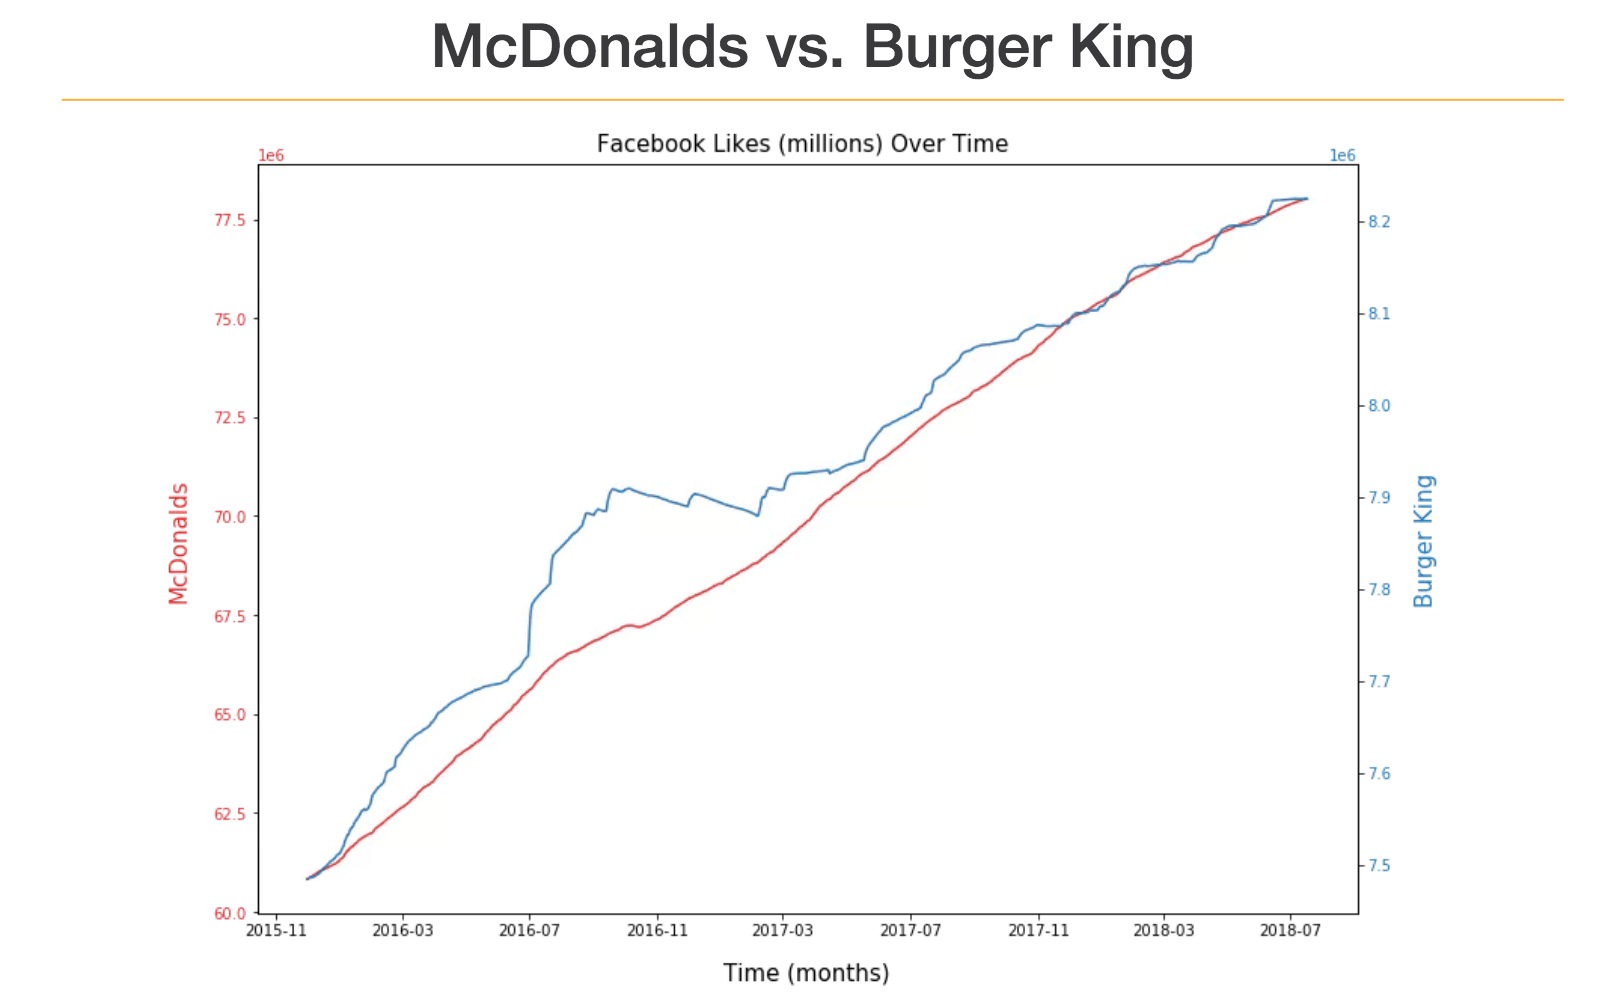 McDonalds vs. Burger King
Facebook Likes (millions) Over Time
1e6
1e6
77.5
75.0
72.5
70.0
67.5
65.0
62.5
60.0
McDonalds
8.2
8.1
8.0
7.9
7.8
7.7
7.6
7.5
Burger King
2015-11 2016-03 2016-07 2016-11 2017-03 2017-07 2017-11 2018-03 2018-07
Time (months)